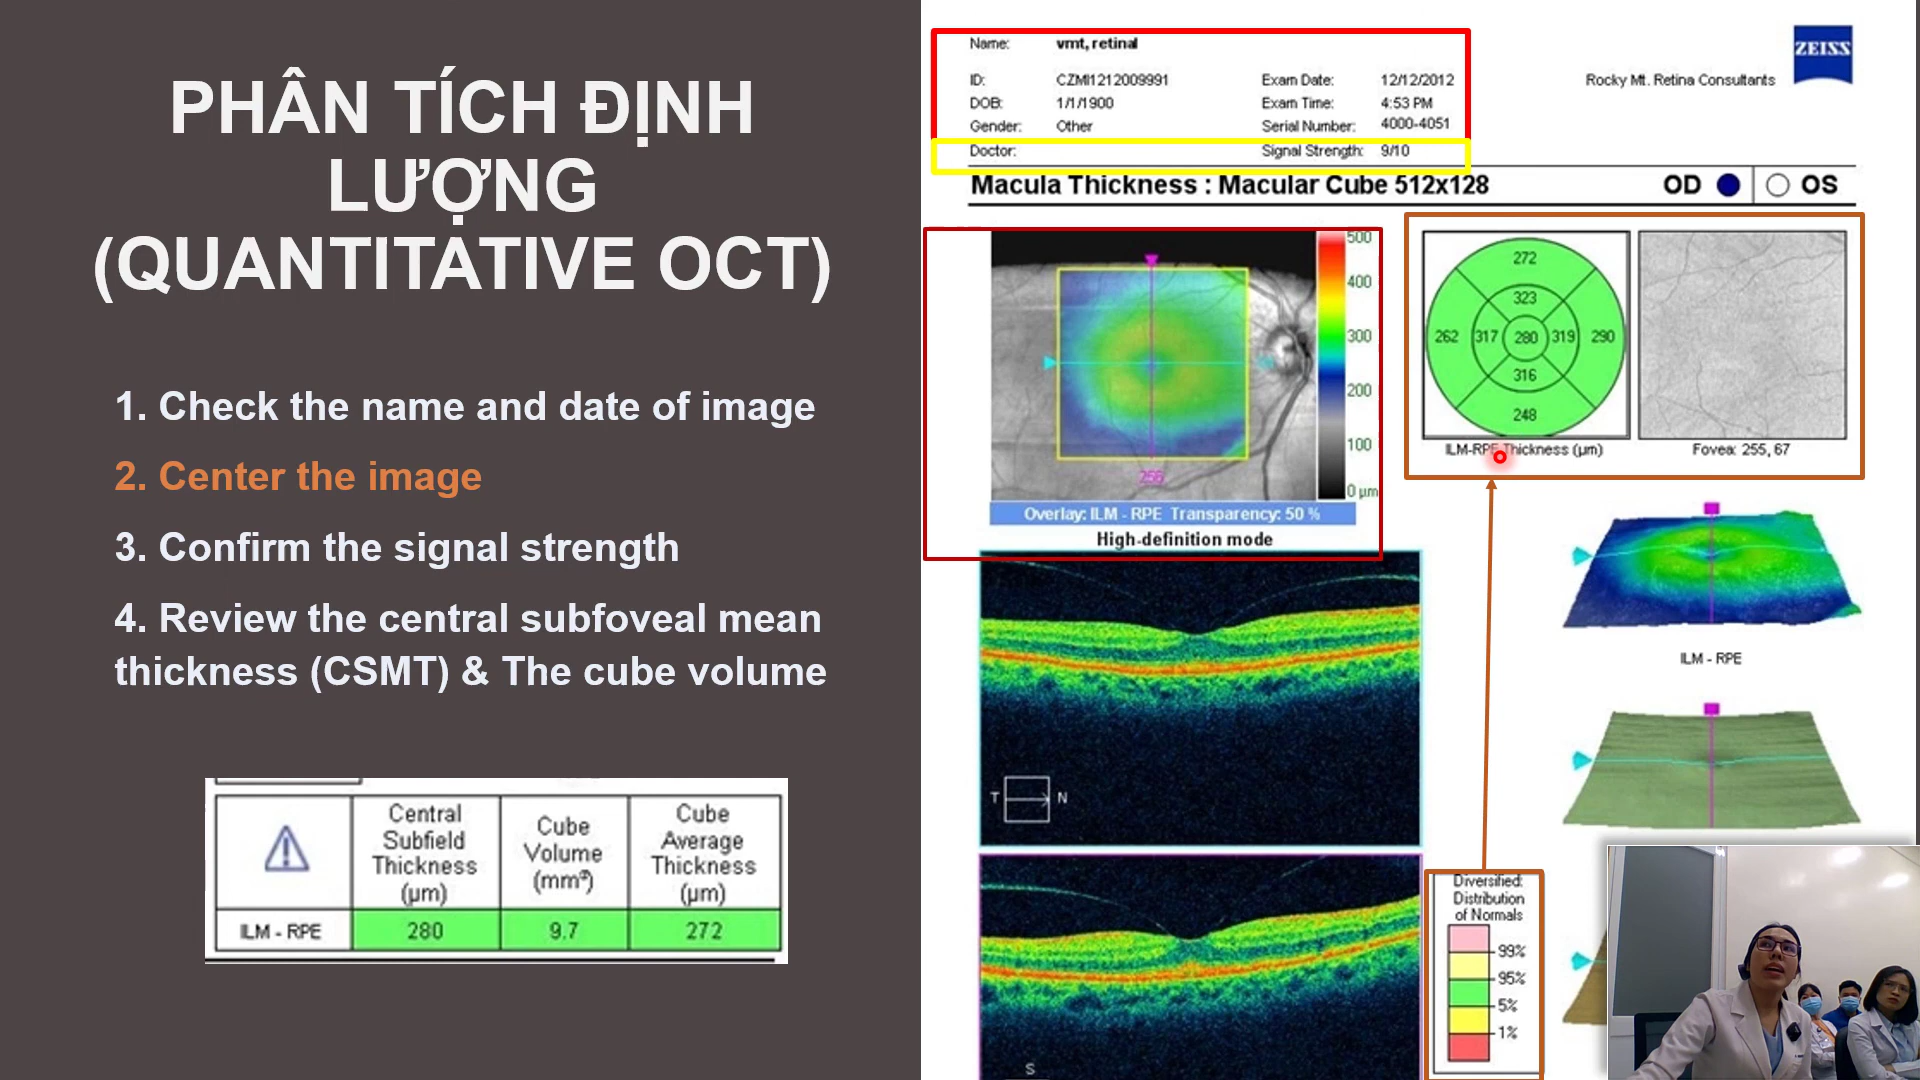 PHÂN TÍCH ĐỊNH
LƯỢNG
(QUANTITATIVE OCT)
1. Check the name and date of image
2. Center the image
3. Confirm the signal strength
4. Review the central subfoveal mean
thickness (CSMT) & The cube volume
Central Subfield Thickness (µm)
Cube Volume (mm³)
Cube Average Thickness (µm)
ILM - RPE 280 9.7 272
Name: vmt, retinal
ZEISS
ID: CZMI1212009991 Exam Date: 12/12/2012 Rocky Mt. Retina Consultants
DOB: 1/1/1900 Exam Time: 4:53 PM
Gender: Other Serial Number: 4000-4051
Doctor: Signal Strength: 9/10
Macula Thickness : Macular Cube 512x128 OD OS
500
400
300
200
100
0 µm
256
Overlay: ILM - RPE Transparency: 50 %
High-definition mode
272
323
262 317 280 319 290
316
248
ILM-RPE Thickness (µm) Fovea: 255, 67
ILM - RPE
T N
S
Diversified:
Distribution
of Normals
99%
95%
5%
1%